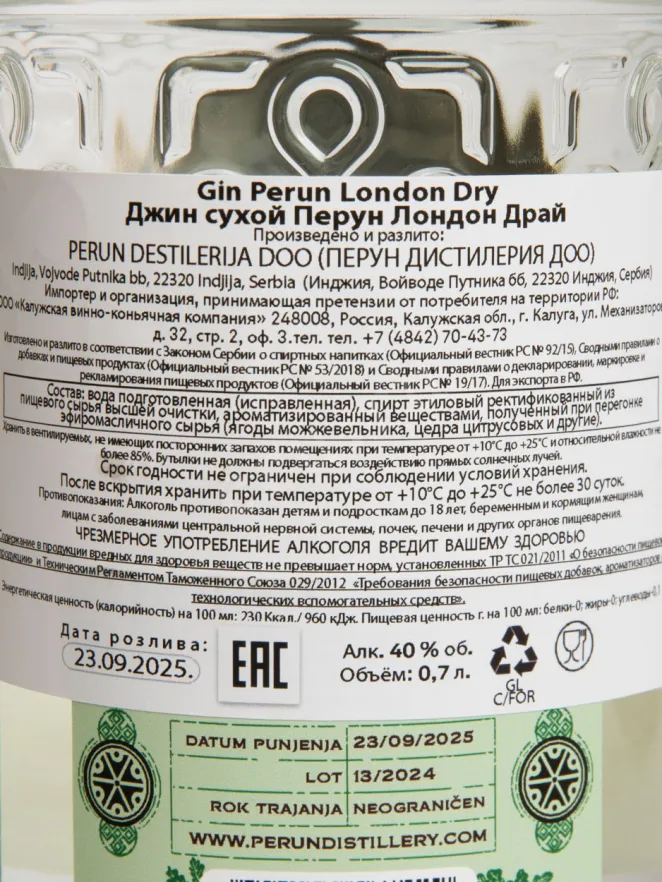 Gin Perun London Dry
Джин сухой Перун Лондон Драй
Произведено и разлито:
PERUN DESTILERIJA DOO (ПЕРУН ДИСТИЛЕРИЯ ДОО)
Indjija, Vojvode Putnika bb, 22320 Indjija, Serbia (Инджия, Войводе Путника бб, 22320 Инджия, Сербия)
Импортер и организация, принимающая претензии от потребителя на территории РФ:
ООО «Калужская винно-коньячная компания» 248008, Россия, Калужская обл., г. Калуга, ул. Механизаторов
д. 32, стр. 2, оф. 3.тел. тел. +7 (4842) 70-43-73
Изготовлено и разлито в соответствии с Законом Сербии о спиртных напитках (Официальный вестник РС № 92/15), Сводными правилами о
добавках и пищевых продуктах (Официальный вестник РС № 53/2018) и Сводными правилами о декларировании, маркировке и
рекламирования пищевых продуктов (Официальный вестник РС № 19/17). Для экспорта в РФ.
Состав: вода подготовленная (исправленная), спирт этиловый ректификованный из
пищевого сырья высшей очистки, ароматизированный веществами, полученный при перегонке
эфиромасличного сырья (ягоды можжевельника, цедра цитрусовых и другие).
Хранить в вентилируемых, не имеющих посторонних запахов помещениях при температуре от +10°С до +25°С и относительной влажности не
более 85%. Бутылки не должны подвергаться воздействию прямых солнечных лучей.
Срок годности не ограничен при соблюдении условий хранения.
После вскрытия хранить при температуре от +10°С до +25°С не более 30 суток.
Противопоказания: Алкоголь противопоказан детям и подросткам до 18 лет, беременным и кормящим женщинам,
лицам с заболеваниями центральной нервной системы, почек, печени и других органов пищеварения.
ЧРЕЗМЕРНОЕ УПОТРЕБЛЕНИЕ АЛКОГОЛЯ ВРЕДИТ ВАШЕМУ ЗДОРОВЬЮ
Содержание в продукции вредных для здоровья веществ не превышает норм, установленных ТР ТС 021/2011 «О безопасности пищевой
продукции» и Техническим Регламентом Таможенного Союза 029/2012 «Требования безопасности пищевых добавок, ароматизаторов
технологических вспомогательных средств».
Энергетическая ценность (калорийность) на 100 мл: 230 Ккал./ 960 кДж. Пищевая ценность г. на 100 мл: белки-0; жиры-0; углеводы-0,1
Дата розлива:
23.09.2025.
EAC
Алк. 40 % об.
Объём: 0,7 л.
GL
C/FOR
DATUM PUNJENJA 23/09/2025
LOT 13/2024
ROK TRAJANJA NEOGRANIČEN
WWW.PERUNDISTILLERY.COM